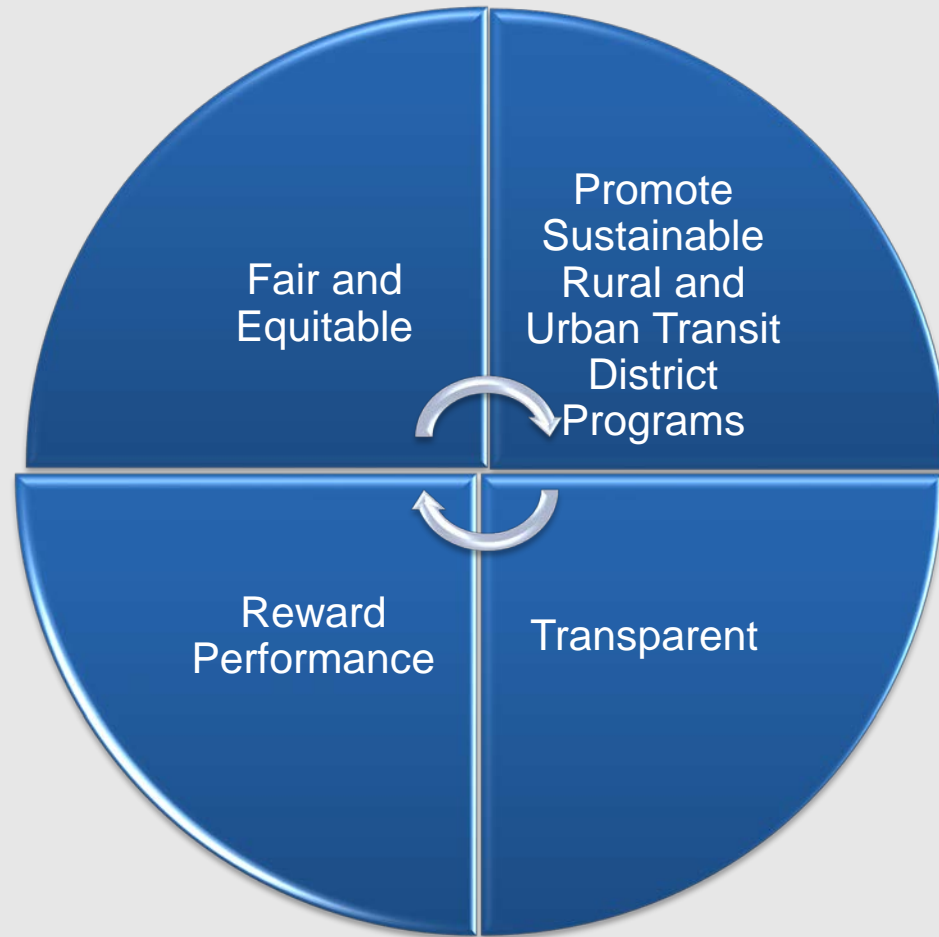 Fair and
Equitable
Promote
Sustainable
Rural and
Urban Transit
District
Programs
Reward
Performance
Transparent